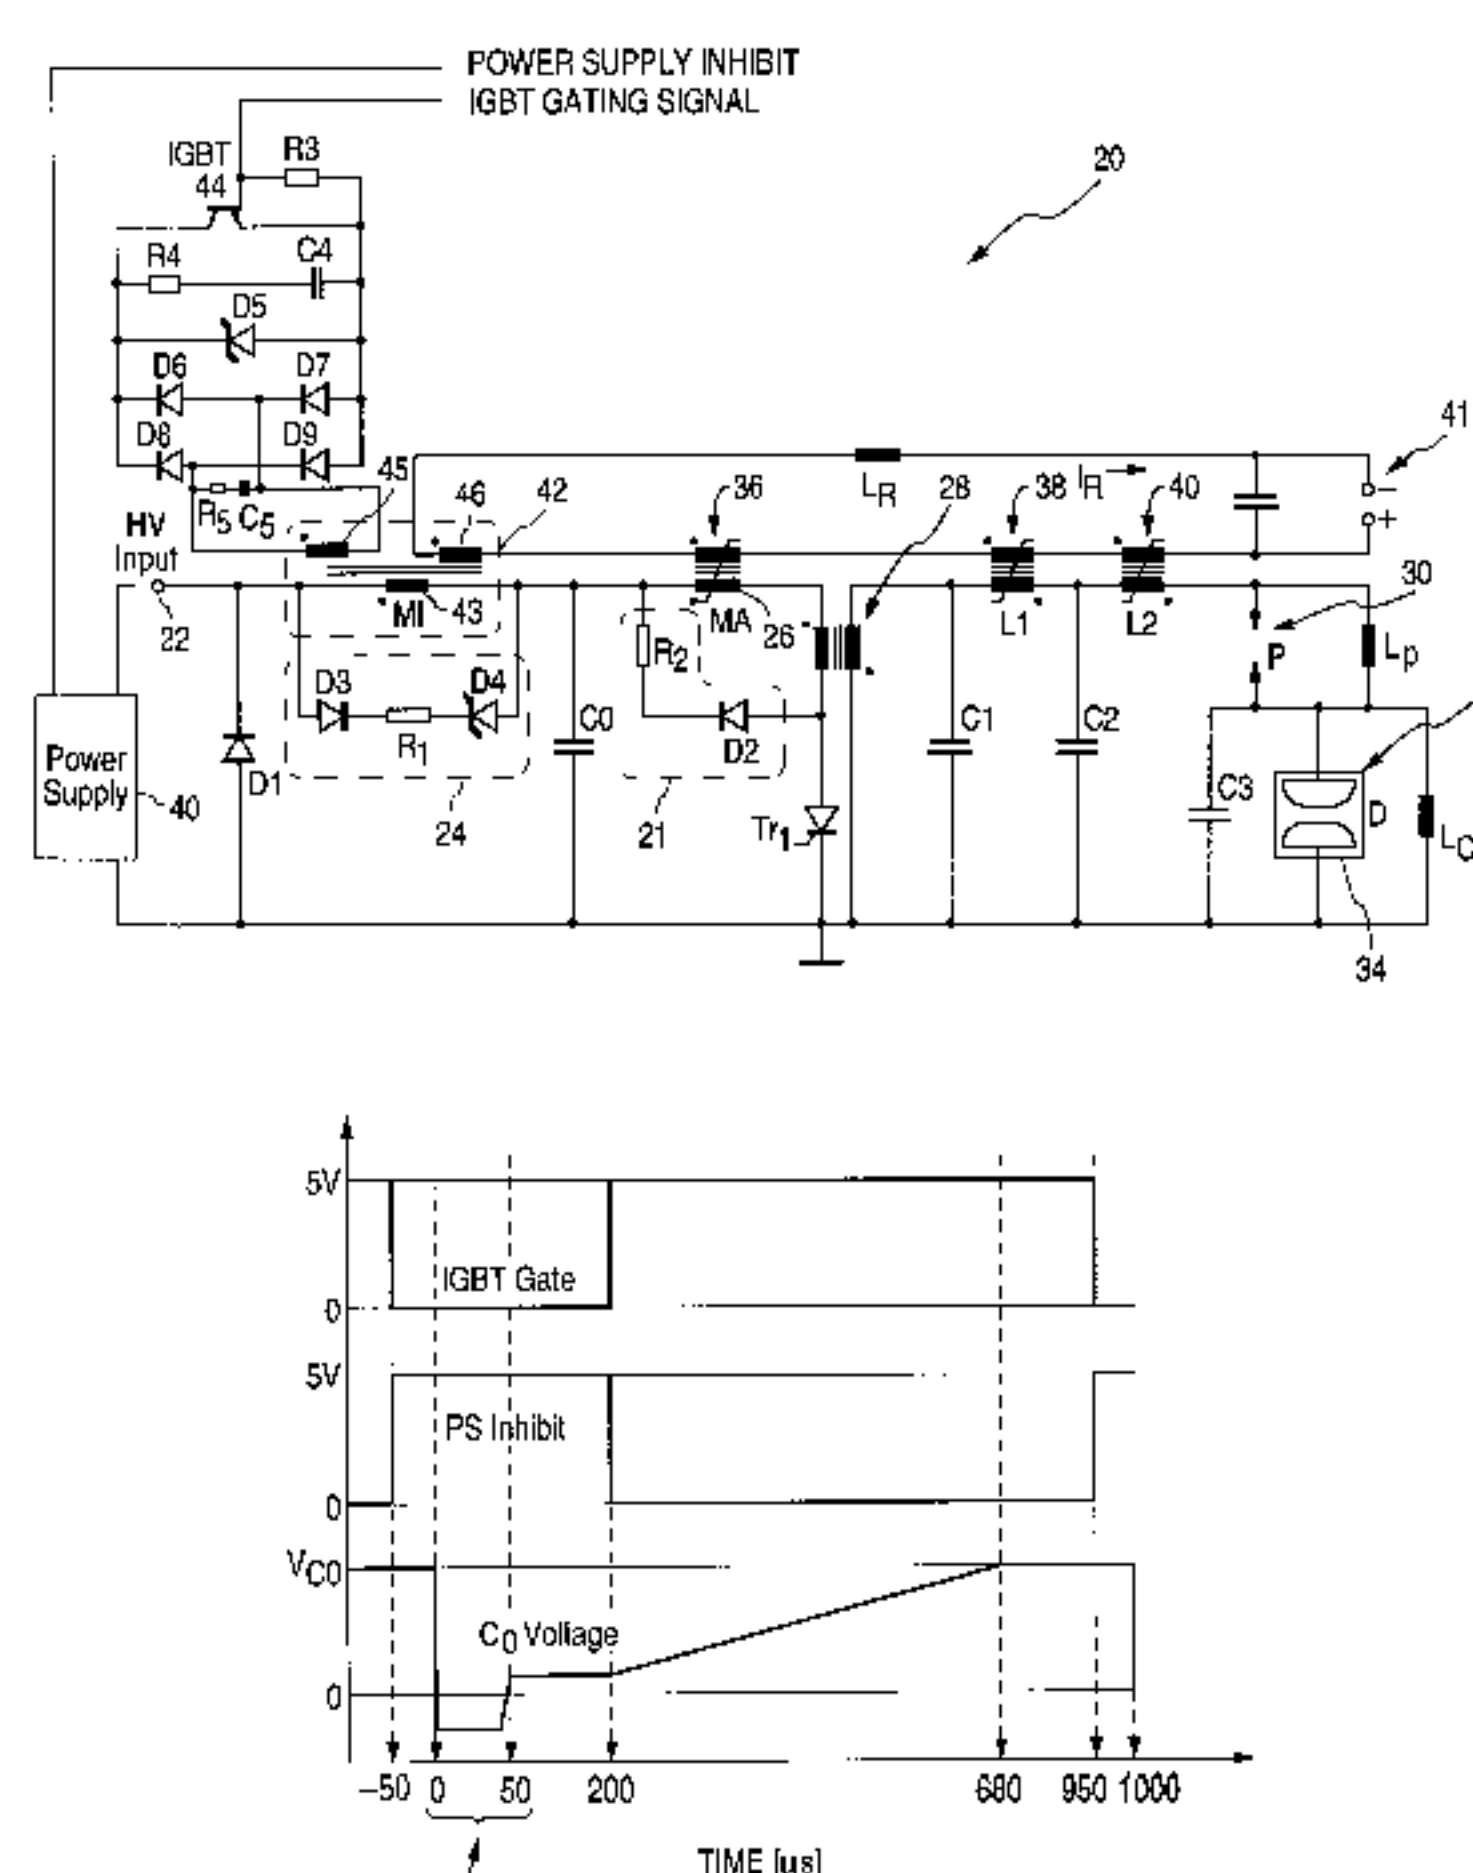 POWER SUPPLY INHIBIT
IGBT GATING SIGNAL
IGBT
44
R3
20
R4
C4
D5
D6
D7
D8
D9
45
46
42
36
LR
28
38
IR
40
41
−
+
R5
C5
HV
Input
22
MI
43
MA
26
L1
L2
30
P
Lp
R2
D3
D4
R1
C0
D2
C1
C2
C3
D
LC
Power
Supply
40
D1
24
21
Tr1
34
5V
IGBT Gate
0
5V
PS Inhibit
0
VC0
C0 Voltage
0
−50 0 50 200 680 950 1000
TIME [us]